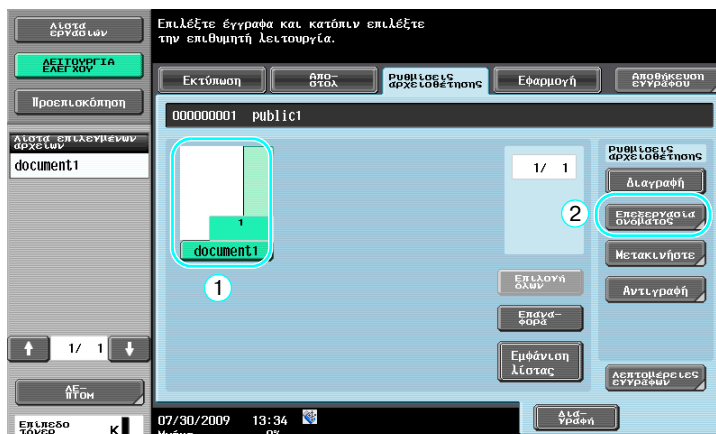 Λίστα
εργασιών
ΛΕΙΤΟΥΡΓΙΑ
ΕΛΕΓΧΟΥ
Προεπισκόπηση
Λίστα επιλεγμένων
αρχείων
document1
1/ 1
ΛΕ-
ΠΤΟΜ
Επίπεδο
τόνερ
K
Επιλέξτε έγγραφα και κατόπιν επιλέξτε
την επιθυμητή λειτουργία.
Εκτύπωση
Απο-
στολ
Ρυθμίσεις
αρχειοθέτησης
Εφαρμογή
Αποθήκευση
εγγράφου
000000001 public1
1
document1
1
1/ 1
Επιλογή
όλων
Επανα-
φορά
Εμφάνιση
λίστας
Ρυθμίσεις
αρχειοθέτησης
Διαγραφή
2
Επεξεργασία
ονόματος
Μετακινήστε
Αντιγραφή
Λεπτομέρειες
εγγράφων
07/30/2009 13:34
Μνήμη 0%
Δια-
γραφή